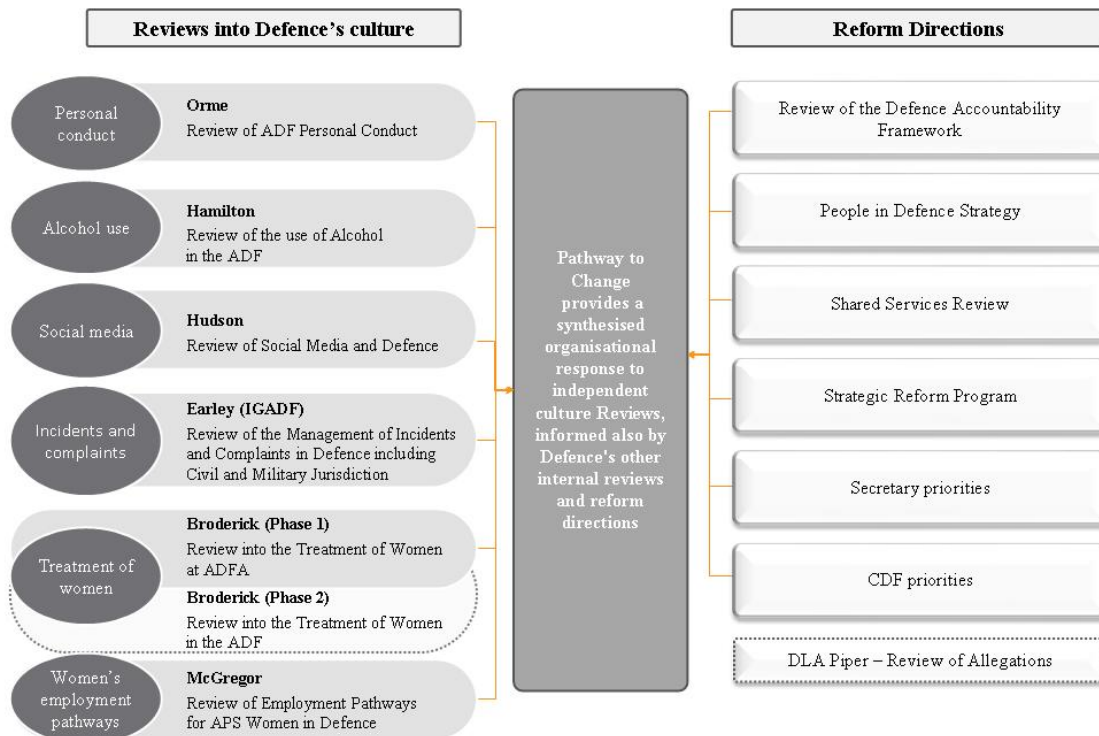 Reviews into Defence's culture
Personal
conduct
Orme
Review of ADF Personal Conduct
Alcohol use
Hamilton
Review of the use of Alcohol
in the ADF
Social media
Hudson
Review of Social Media and Defence
Incidents and
complaints
Earley (IGADF)
Review of the Management of Incidents
and Complaints in Defence including
Civil and Military Jurisdiction
Treatment of
women
Broderick (Phase 1)
Review into the Treatment of Women
at ADFA
Broderick (Phase 2)
Review into the Treatment of Women
in the ADF
Women's
employment
pathways
McGregor
Review of Employment Pathways
for APS Women in Defence
Pathway to
Change
provides a
synthesised
organisational
response to
independent
culture Reviews,
informed also by
Defence's other
internal reviews
and reform
directions
Reform Directions
Review of the Defence Accountability
Framework
People in Defence Strategy
Shared Services Review
Strategic Reform Program
Secretary priorities
CDF priorities
DLA Piper – Review of Allegations